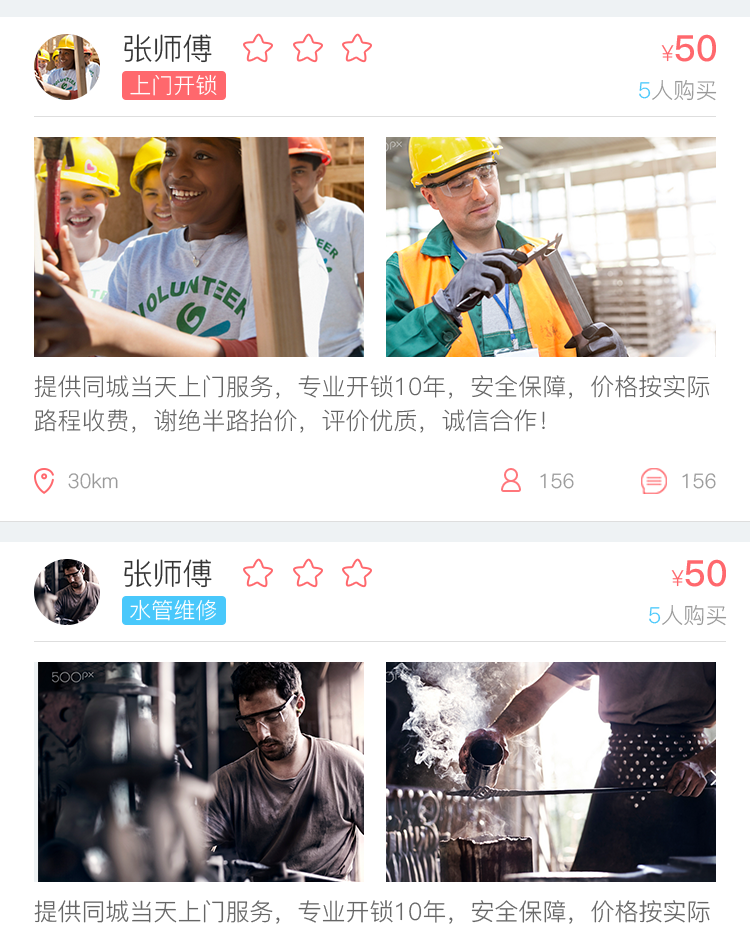 张师傅
¥50
上门开锁
5人购买
px
VOLUNTEER
EER
提供同城当天上门服务，专业开锁10年，安全保障，价格按实际
路程收费，谢绝半路抬价，评价优质，诚信合作！
30km
156
156
张师傅
¥50
水管维修
5人购买
500px
提供同城当天上门服务，专业开锁10年，安全保障，价格按实际